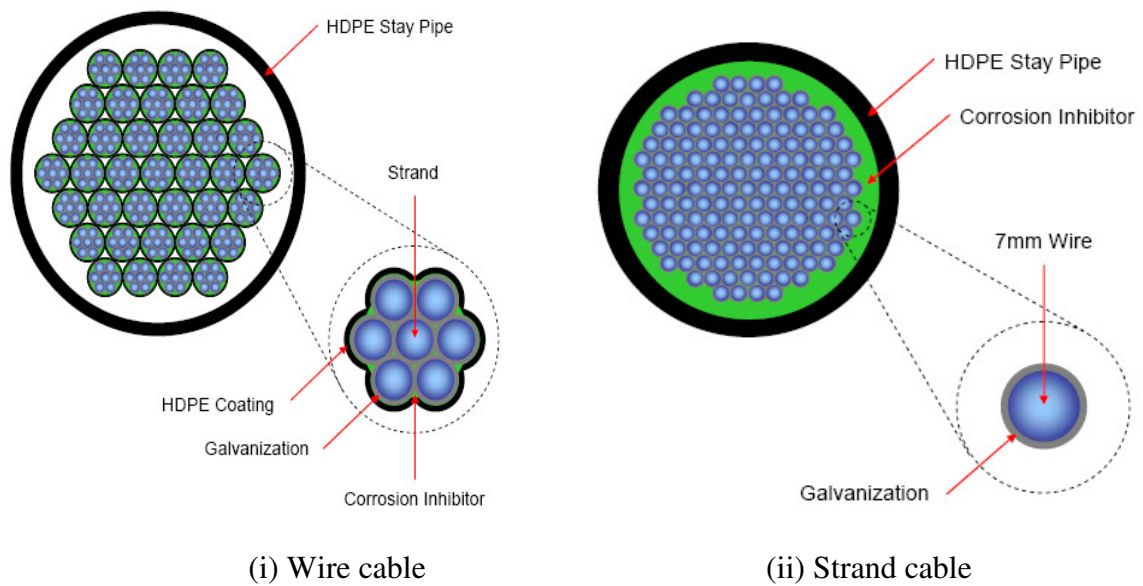 HDPE Stay Pipe
Strand
HDPE Coating
Galvanization
Corrosion Inhibitor
HDPE Stay Pipe
Corrosion Inhibitor
7mm Wire
Galvanization
(i) Wire cable
(ii) Strand cable